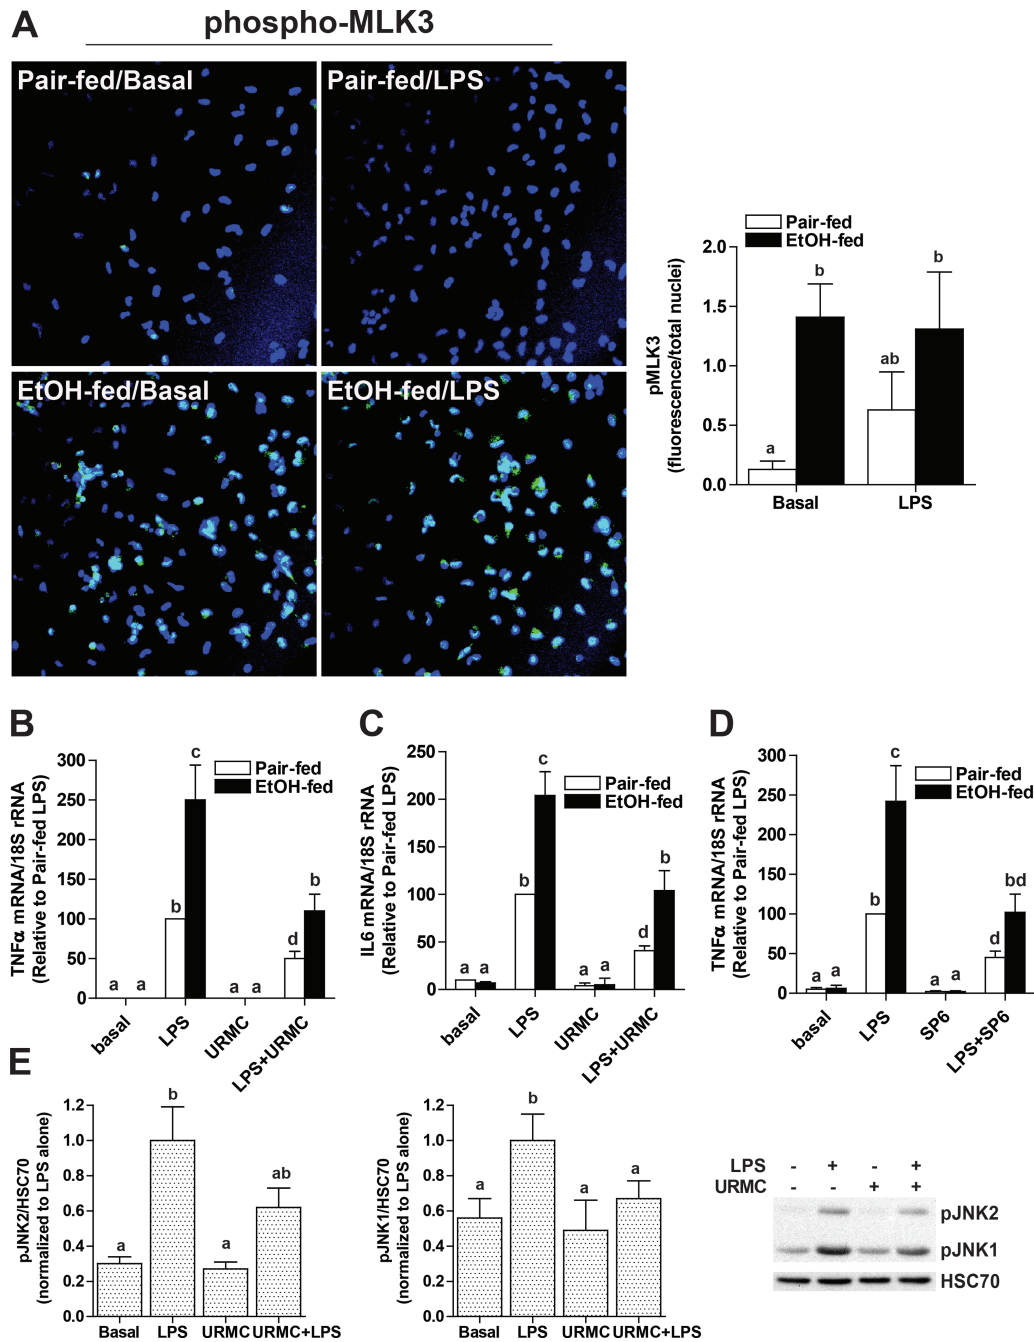 A
phospho-MLK3
Pair-fed/Basal
Pair-fed/LPS
EtOH-fed/Basal
EtOH-fed/LPS
Pair-fed
EtOH-fed
pMLK3
(fluorescence/total nuclei)
2.0
1.5
1.0
0.5
0.0
a
b
ab
b
Basal
LPS
B
TNFα mRNA/18S rRNA
(Relative to Pair-fed LPS)
300
250
200
150
100
50
0
Pair-fed
EtOH-fed
a
a
b
c
a
a
d
b
basal
LPS
URMC
LPS+URMC
C
IL6 mRNA/18S rRNA
(Relative to Pair-fed LPS)
250
200
150
100
50
0
Pair-fed
EtOH-fed
a
a
b
c
a
a
d
b
basal
LPS
URMC
LPS+URMC
D
TNFα mRNA/18S rRNA
(Relative to Pair-fed LPS)
300
250
200
150
100
50
0
Pair-fed
EtOH-fed
a
a
b
c
a
a
d
bd
basal
LPS
SP6
LPS+SP6
E
pJNK2/HSC70
(normalized to LPS alone)
1.2
1.0
0.8
0.6
0.4
0.2
0.0
a
b
a
ab
Basal
LPS
URMC
URMC+LPS
pJNK1/HSC70
(normalized to LPS alone)
1.2
1.0
0.8
0.6
0.4
0.2
0.0
a
b
a
a
Basal
LPS
URMC
URMC+LPS
LPS - + - +
URMC - - + +
pJNK2
pJNK1
HSC70